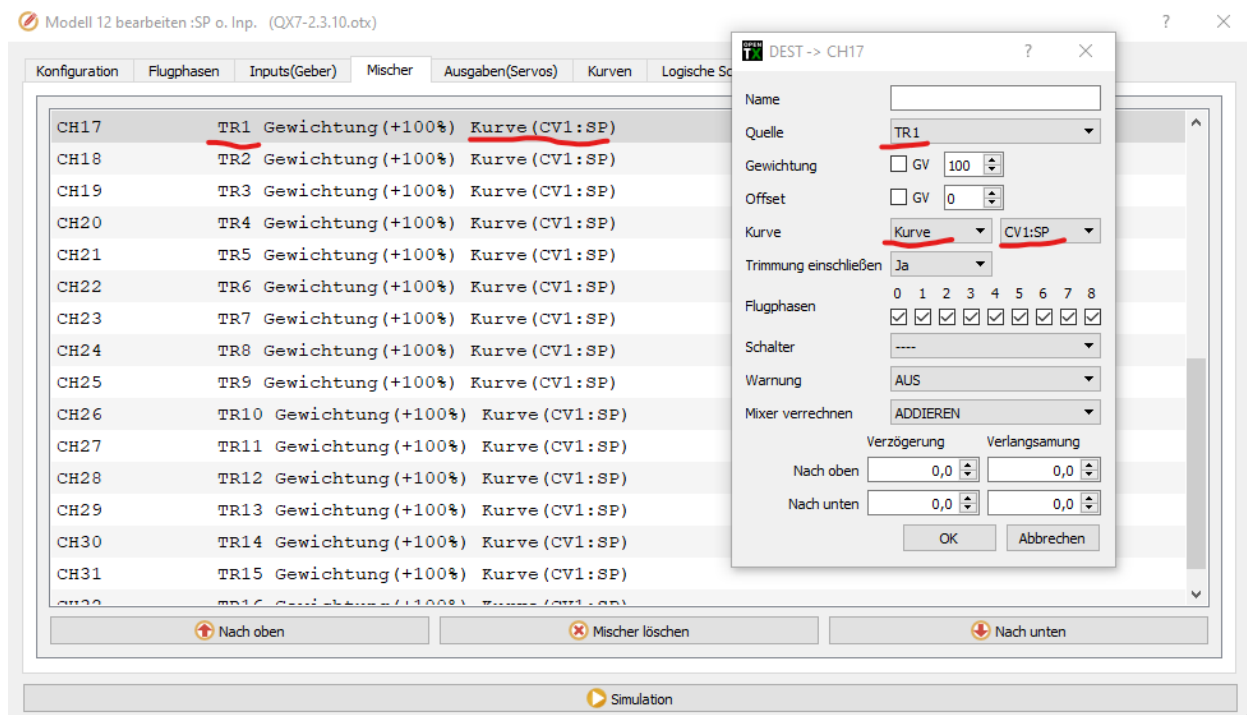 Modell 12 bearbeiten :SP o. Inp. (QX7-2.3.10.otx)
? ×
Konfiguration Flugphasen Inputs(Geber) Mischer Ausgaben(Servos) Kurven
CH17 TR1 Gewichtung(+100%) Kurve(CV1:SP)
CH18 TR2 Gewichtung(+100%) Kurve(CV1:SP)
CH19 TR3 Gewichtung(+100%) Kurve(CV1:SP)
CH20 TR4 Gewichtung(+100%) Kurve(CV1:SP)
CH21 TR5 Gewichtung(+100%) Kurve(CV1:SP)
CH22 TR6 Gewichtung(+100%) Kurve(CV1:SP)
CH23 TR7 Gewichtung(+100%) Kurve(CV1:SP)
CH24 TR8 Gewichtung(+100%) Kurve(CV1:SP)
CH25 TR9 Gewichtung(+100%) Kurve(CV1:SP)
CH26 TR10 Gewichtung(+100%) Kurve(CV1:SP)
CH27 TR11 Gewichtung(+100%) Kurve(CV1:SP)
CH28 TR12 Gewichtung(+100%) Kurve(CV1:SP)
CH29 TR13 Gewichtung(+100%) Kurve(CV1:SP)
CH30 TR14 Gewichtung(+100%) Kurve(CV1:SP)
CH31 TR15 Gewichtung(+100%) Kurve(CV1:SP)
Nach oben Mischer löschen Nach unten
Simulation
OPEN
TX
DEST -> CH17 ? ×
Name
Quelle TR1
Gewichtung GV 100
Offset GV 0
Kurve Kurve CV1:SP
Trimmung einschließen Ja
0 1 2 3 4 5 6 7 8
Flugphasen
Schalter ----
Warnung AUS
Mixer verrechnen ADDIEREN
Verzögerung Verlangsamung
Nach oben 0,0 0,0
Nach unten 0,0 0,0
OK Abbrechen